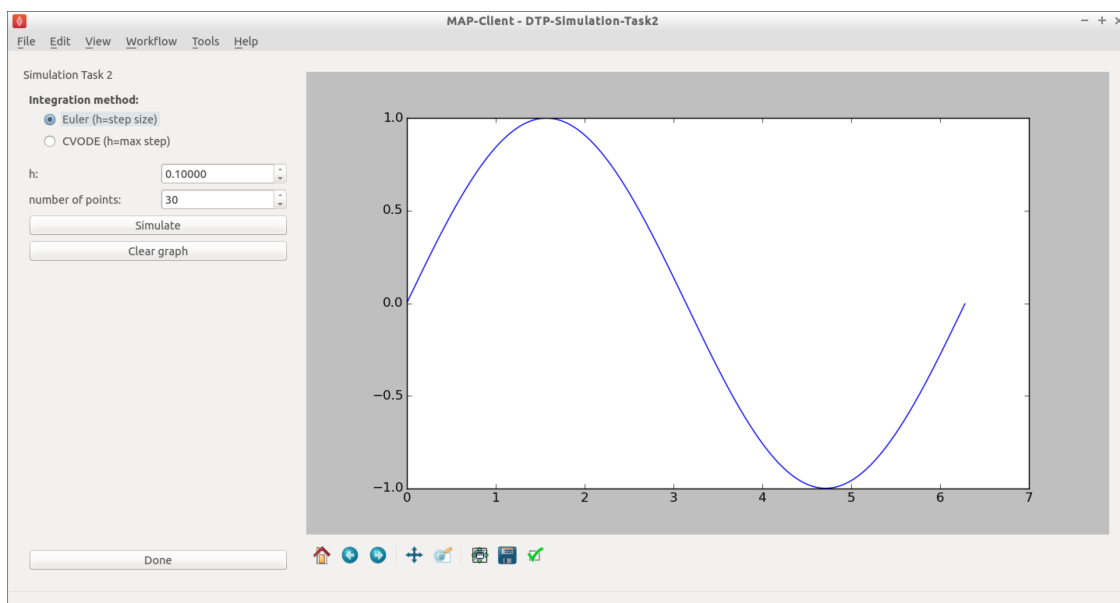 MAP-Client - DTP-Simulation-Task2
File Edit View Workflow Tools Help
Simulation Task 2
Integration method:
Euler (h=step size)
CVODE (h=max step)
h: 0.10000
number of points: 30
Simulate
Clear graph
Done
1.0
0.5
0.0
−0.5
−1.0
0 1 2 3 4 5 6 7